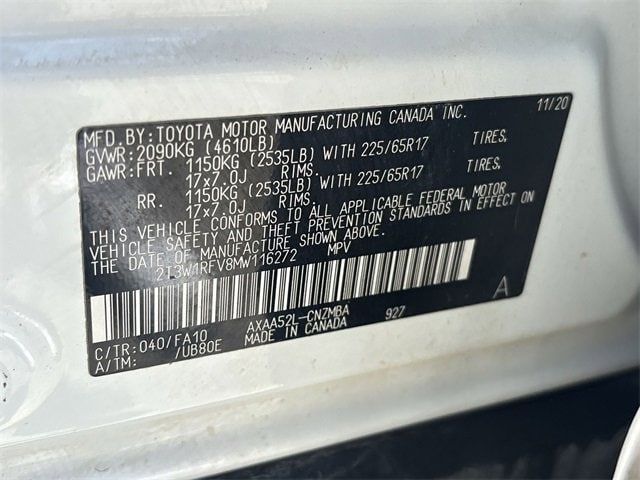 MFD. BY: TOYOTA MOTOR MANUFACTURING CANADA INC. 11/20
GVWR: 2090KG (4610LB)
GAWR: FRT. 1150KG (2535LB) WITH 225/65R17 TIRES,
17x7.0J RIMS.
RR. 1150KG (2535LB) WITH 225/65R17 TIRES,
17x7.0J RIMS.
THIS VEHICLE CONFORMS TO ALL APPLICABLE FEDERAL MOTOR
VEHICLE SAFETY AND THEFT PREVENTION STANDARDS IN EFFECT ON
THE DATE OF MANUFACTURE SHOWN ABOVE.
2T3W1RFV8MW116272 MPV
A
C/TR: 040/FA10 AXAA52L-CNZMBA 927
A/TM: /UB80E MADE IN CANADA